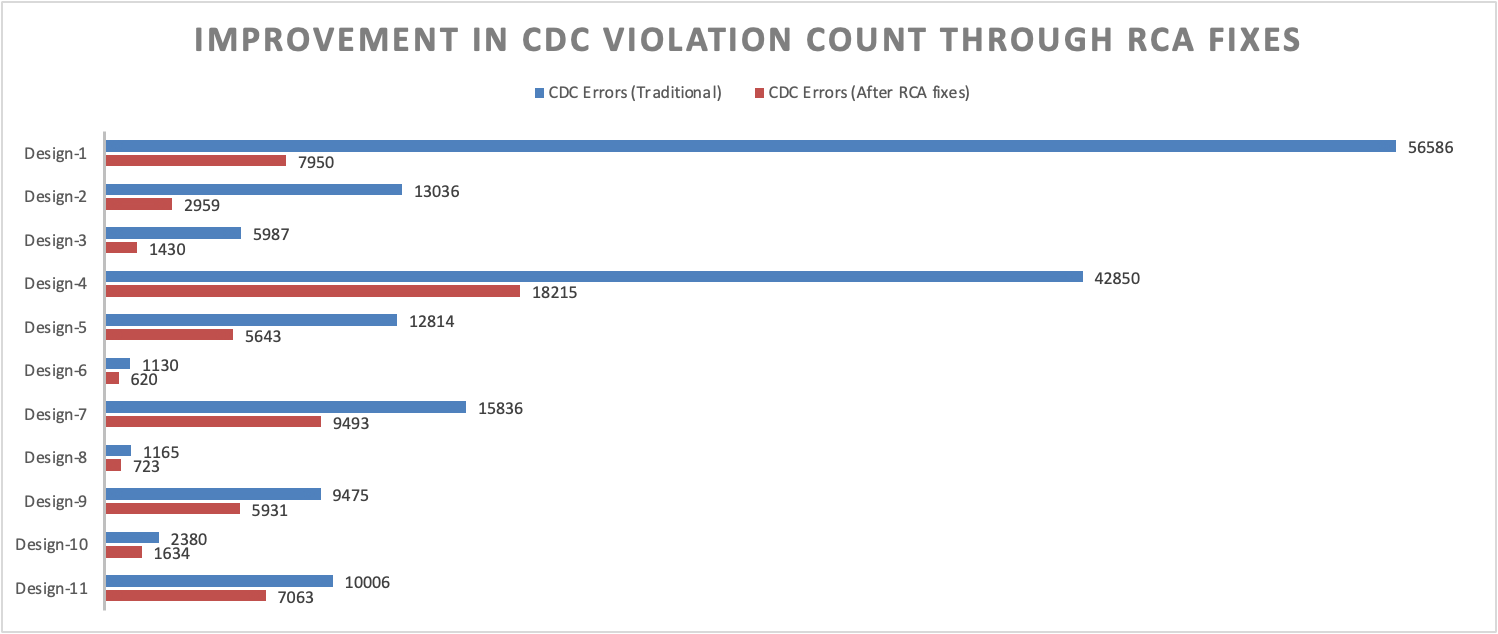 IMPROVEMENT IN CDC VIOLATION COUNT THROUGH RCA FIXES
CDC Errors (Traditional) CDC Errors (After RCA fixes)
Design-1 56586
7950
Design-2 13036
2959
Design-3 5987
1430
Design-4 42850
18215
Design-5 12814
5643
Design-6 1130
620
Design-7 15836
9493
Design-8 1165
723
Design-9 9475
5931
Design-10 2380
1634
Design-11 10006
7063